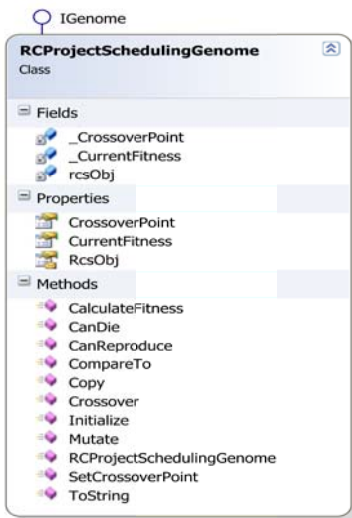 IGenome
RCProjectSchedulingGenome
Class
Fields
_CrossoverPoint
_CurrentFitness
rcsObj
Properties
CrossoverPoint
CurrentFitness
RcsObj
Methods
CalculateFitness
CanDie
CanReproduce
CompareTo
Copy
Crossover
Initialize
Mutate
RCProjectSchedulingGenome
SetCrossoverPoint
ToString